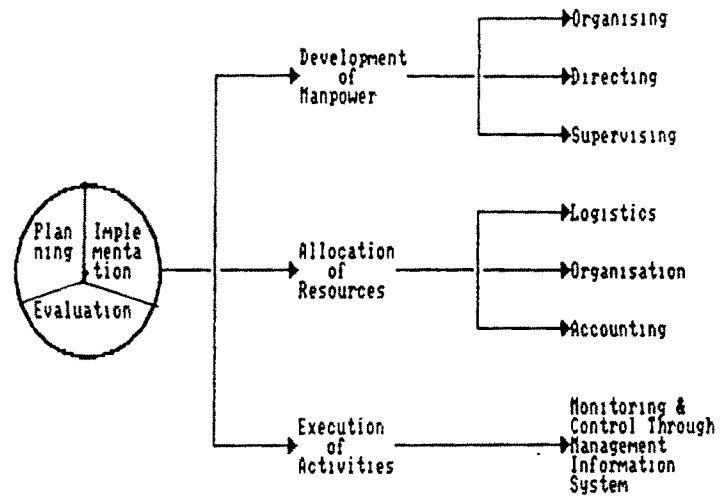 Plan
ning
Imple
menta
tion
Evaluation
Development
of
Manpower
Organising
Directing
Supervising
Allocation
of
Resources
Logistics
Organisation
Accounting
Execution
of
Activities
Monitoring &
Control Through
Management
Information
System